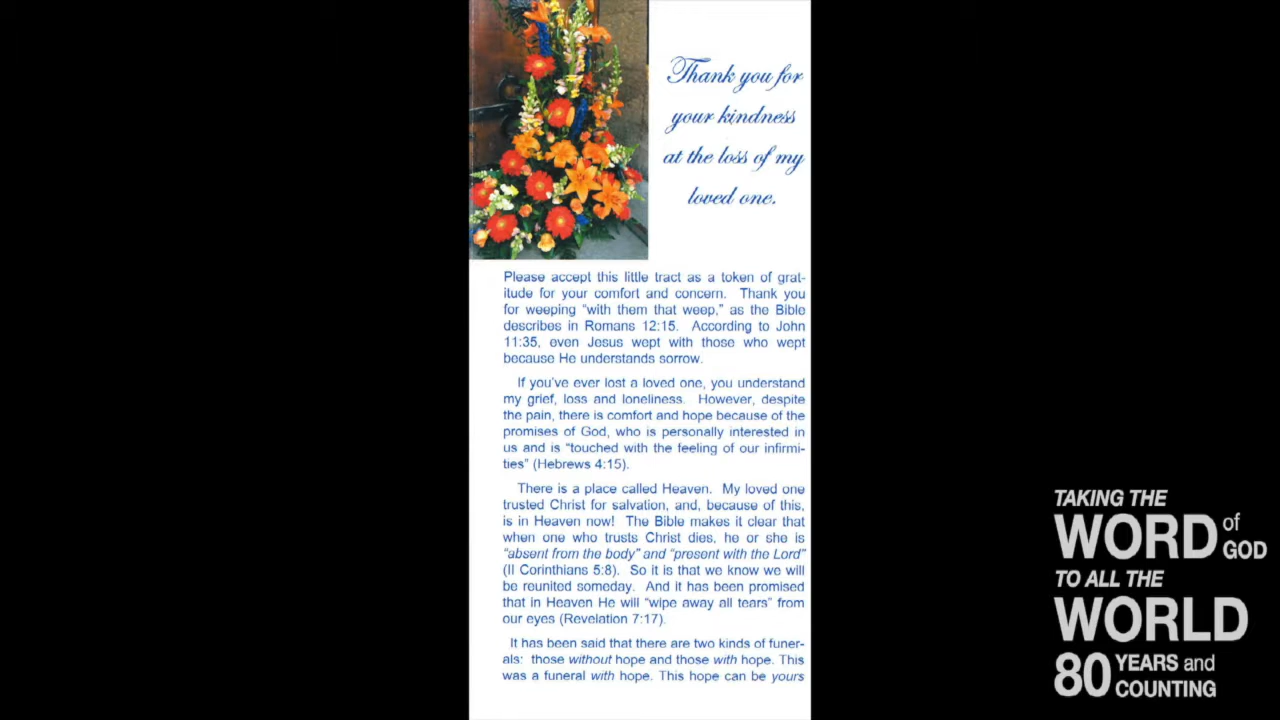 Thank you for
your kindness
at the loss of my
loved one.
Please accept this little tract as a token of grat-
itude for your comfort and concern. Thank you
for weeping “with them that weep,” as the Bible
describes in Romans 12:15. According to John
11:35, even Jesus wept with those who wept
because He understands sorrow.
If you've ever lost a loved one, you understand
my grief, loss and loneliness. However, despite
the pain, there is comfort and hope because of the
promises of God, who is personally interested in
us and is “touched with the feeling of our infirmi-
ties” (Hebrews 4:15).
There is a place called Heaven. My loved one
trusted Christ for salvation, and, because of this,
is in Heaven now! The Bible makes it clear that
when one who trusts Christ dies, he or she is
“absent from the body” and “present with the Lord”
(II Corinthians 5:8). So it is that we know we will
be reunited someday. And it has been promised
that in Heaven He will “wipe away all tears” from
our eyes (Revelation 7:17).
It has been said that there are two kinds of funer-
als: those without hope and those with hope. This
was a funeral with hope. This hope can be yours
TAKING THE
WORD of GOD
TO ALL THE
WORLD
80 YEARS and COUNTING